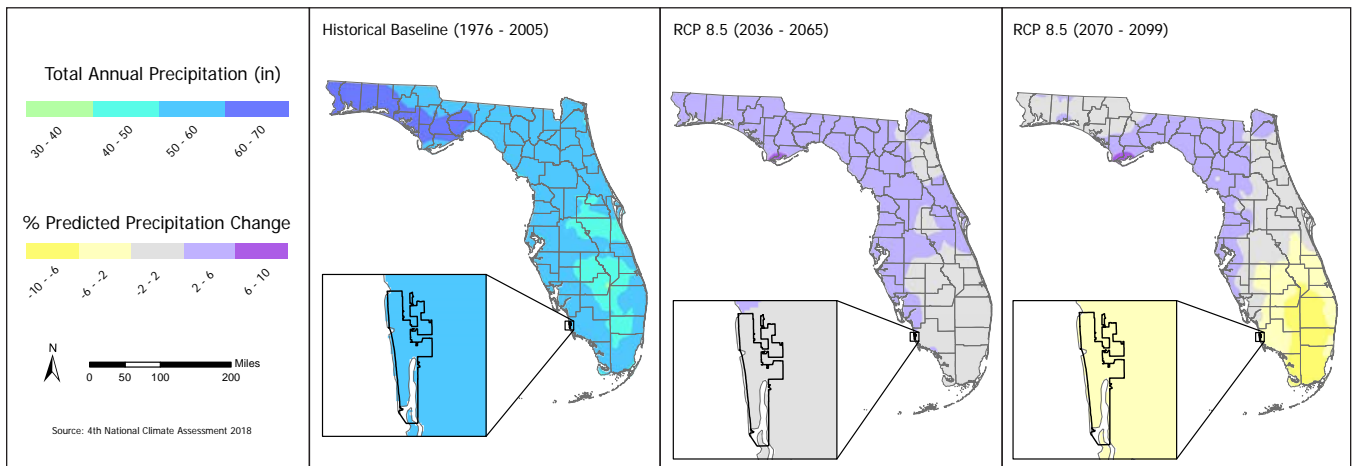 Total Annual Precipitation (in)
30 - 40
40 - 50
50 - 60
60 - 70
% Predicted Precipitation Change
-10 - -6
-6 - -2
-2 - 2
2 - 6
6 - 10
N
Miles
0 50 100 200
Source: 4th National Climate Assessment 2018
Historical Baseline (1976 - 2005)
RCP 8.5 (2036 - 2065)
RCP 8.5 (2070 - 2099)